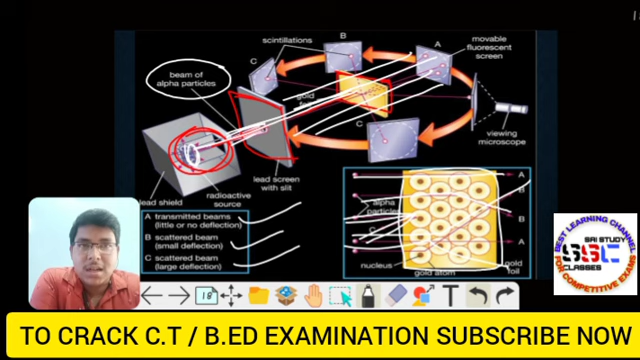 scintillations
B
A
movable
fluorescent
screen
C
beam of
alpha particles
gold
foil
C
viewing
microscope
lead screen
with slit
radioactive
source
lead shield
A transmitted beams
(little or no deflection)
B scattered beam
(small deflection)
C scattered beam
(large deflection)
A
B
alpha
particles
C
B
A
nucleus
gold atom
gold
foil
BEST LEARNING CHANNEL
SRI STUDY
SSC
CLASSES
FOR COMPETITIVE EXAMS
18
T
TO CRACK C.T / B.ED EXAMINATION SUBSCRIBE NOW